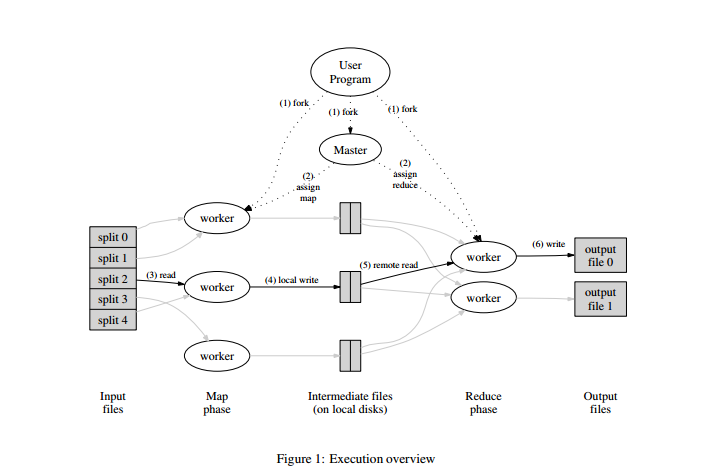 User
Program
(1) fork
(1) fork
(1) fork
Master
(2)
assign
map
(2)
assign
reduce
worker
split 0
split 1
split 2
split 3
split 4
(3) read
worker
(4) local write
(5) remote read
worker
(6) write
output
file 0
worker
output
file 1
worker
Input
files
Map
phase
Intermediate files
(on local disks)
Reduce
phase
Output
files
Figure 1: Execution overview